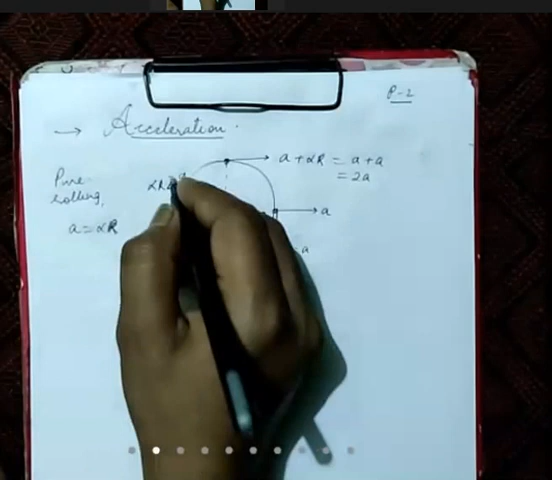 P-2
→ Acceleration.
a + αR = a + a
= 2a
Pure
rolling,
αR
a
a = αR
a